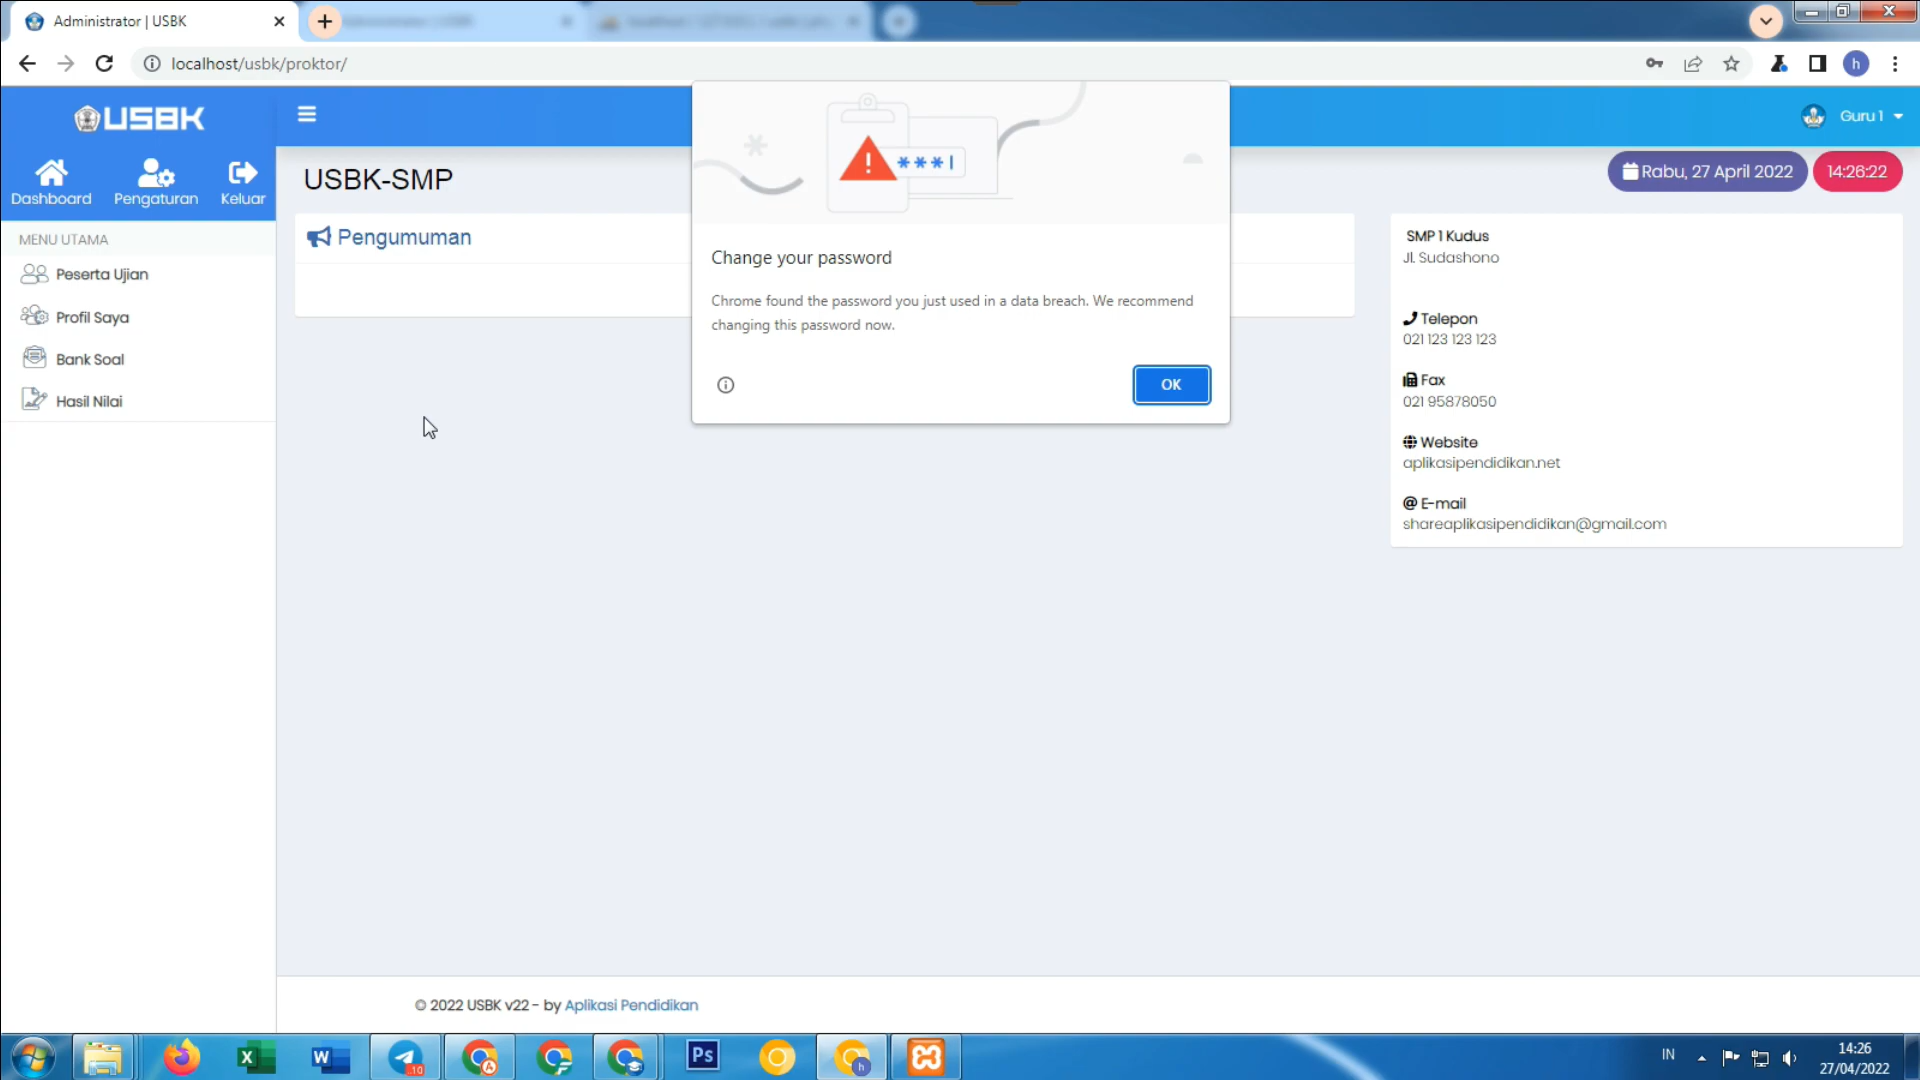 Administrator | USBK
localhost/usbk/proktor/
h
USBK
Guru 1
Dashboard
Pengaturan
Keluar
USBK-SMP
Rabu, 27 April 2022
14:26:22
MENU UTAMA
Peserta Ujian
Profil Saya
Bank Soal
Hasil Nilai
Pengumuman
***|
Change your password
Chrome found the password you just used in a data breach. We recommend
changing this password now.
OK
SMP 1 Kudus
Jl. Sudashono
Telepon
021 123 123 123
Fax
021 95878050
Website
aplikasipendidikan.net
@ E-mail
shareaplikasipendidikan@gmail.com
© 2022 USBK v22 - by Aplikasi Pendidikan
X
W
10
A
Ps
h
IN
14:26
27/04/2022